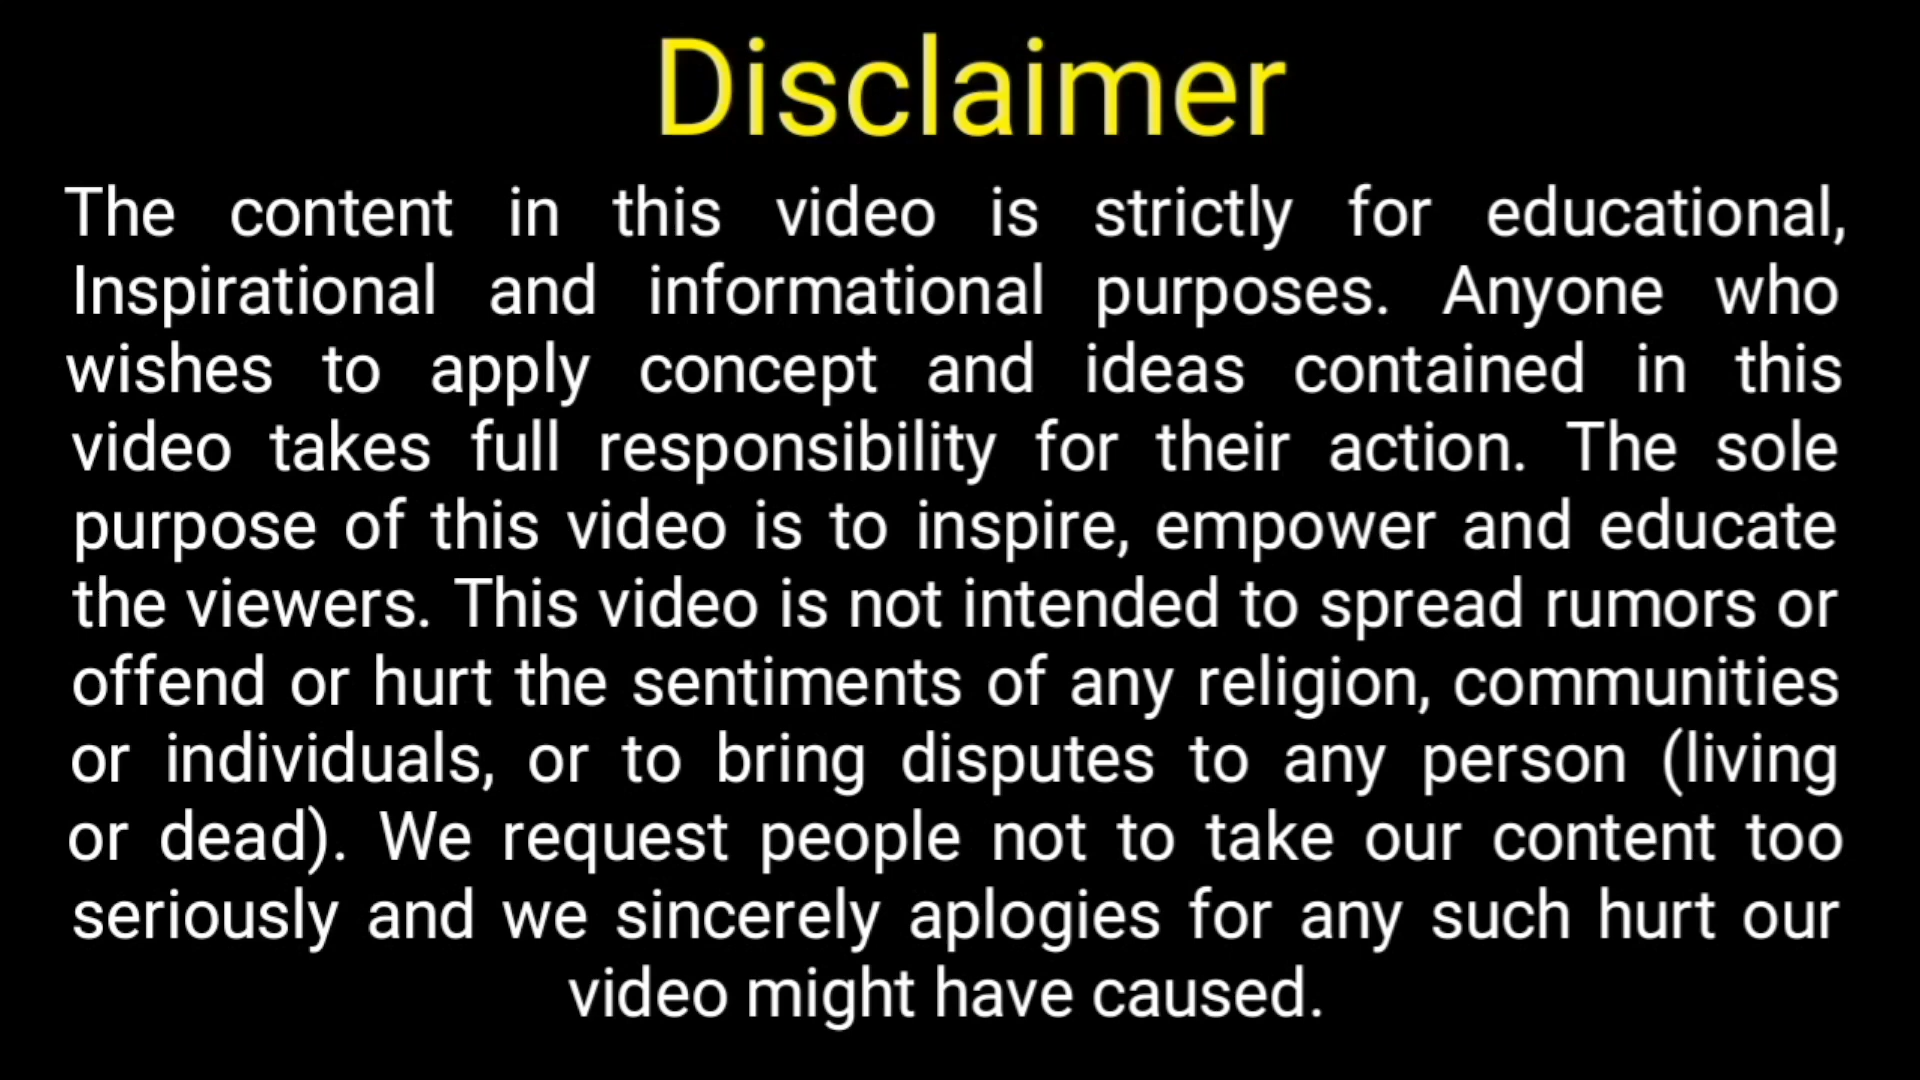 Disclaimer
The content in this video is strictly for educational,
Inspirational and informational purposes. Anyone who
wishes to apply concept and ideas contained in this
video takes full responsibility for their action. The sole
purpose of this video is to inspire, empower and educate
the viewers. This video is not intended to spread rumors or
offend or hurt the sentiments of any religion, communities
or individuals, or to bring disputes to any person (living
or dead). We request people not to take our content too
seriously and we sincerely aplogies for any such hurt our
video might have caused.